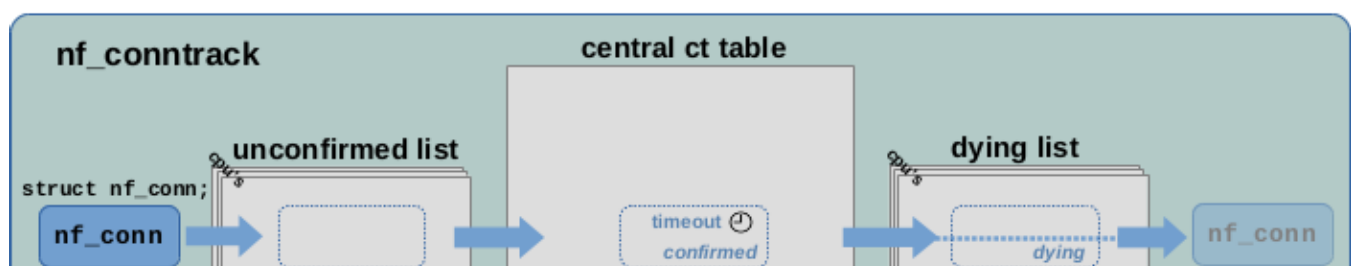 nf_conntrack
central ct table
unconfirmed list
dying list
cpu's
cpu's
struct nf_conn;
nf_conn
timeout
confirmed
dying
nf_conn